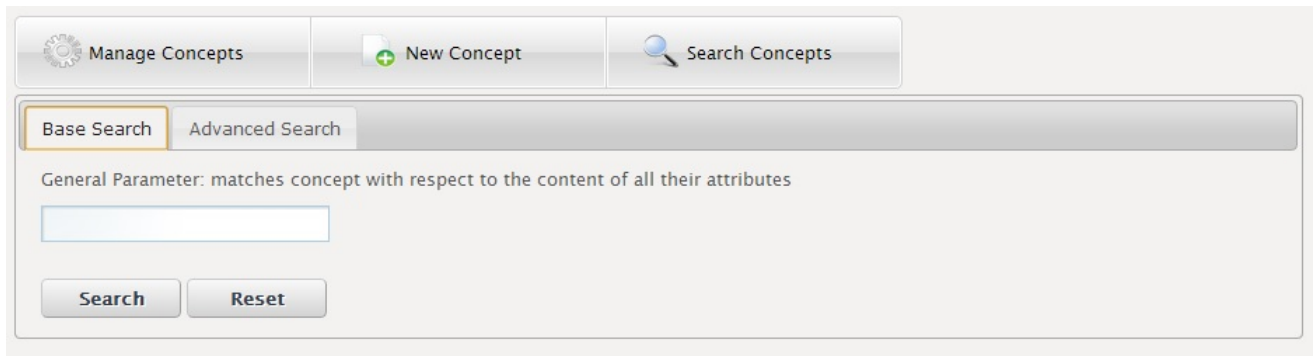 Manage Concepts New Concept Search Concepts
Base Search Advanced Search
General Parameter: matches concept with respect to the content of all their attributes
Search Reset